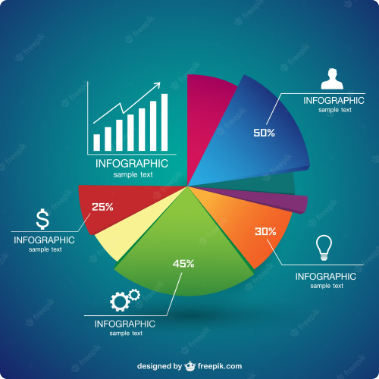 INFOGRAPHIC
sample text
50%
INFOGRAPHIC
sample text
25%
$
INFOGRAPHIC
sample text
30%
INFOGRAPHIC
sample text
45%
INFOGRAPHIC
sample text
designed by freepik.com